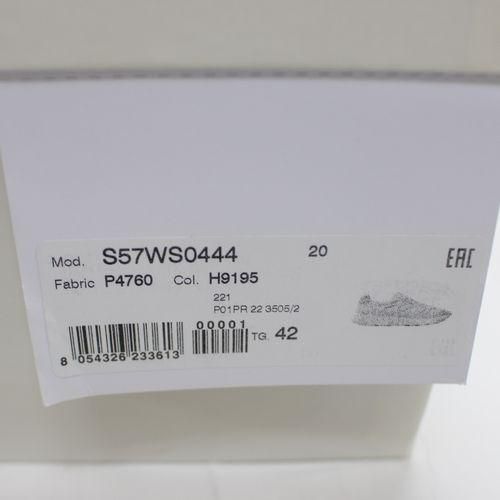 Mod. S57WS0444 20 EAC
Fabric P4760 Col. H9195
221
P01PR 22 3505/2
00001
TG. 42
8 054326 233613